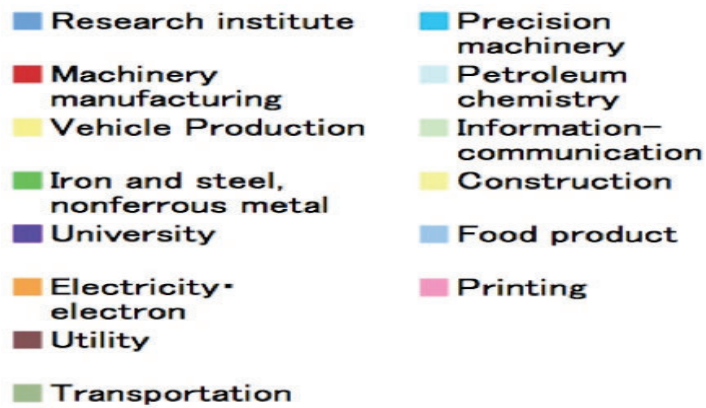 Research institute
Machinery
manufacturing
Vehicle Production
Iron and steel,
nonferrous metal
University
Electricity・
electron
Utility
Transportation
Precision
machinery
Petroleum
chemistry
Information-
communication
Construction
Food product
Printing